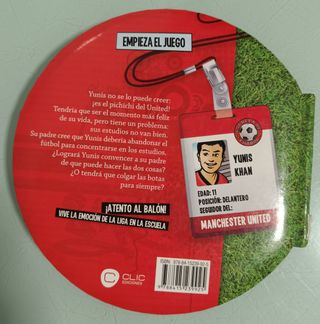 EMPIEZA EL JUEGO
Yunis no se lo puede creer:
¡es el pichichi del United!
Tendría que ser el momento más feliz
de su vida, pero tiene un problema:
sus estudios no van bien.
Su padre cree que Yunis debería abandonar el
fútbol para concentrarse en los estudios.
¿Logrará Yunis convencer a su padre
de que puede hacer las dos cosas?
¿O tendrá que colgar las botas
para siempre?
¡ATENTO AL BALÓN!
VIVE LA EMOCIÓN DE LA LIGA EN LA ESCUELA
YUNIS
KHAN
EDAD: 11
POSICIÓN: DELANTERO
SEGUIDOR DEL:
MANCHESTER UNITED
CLIC
EDICIONES